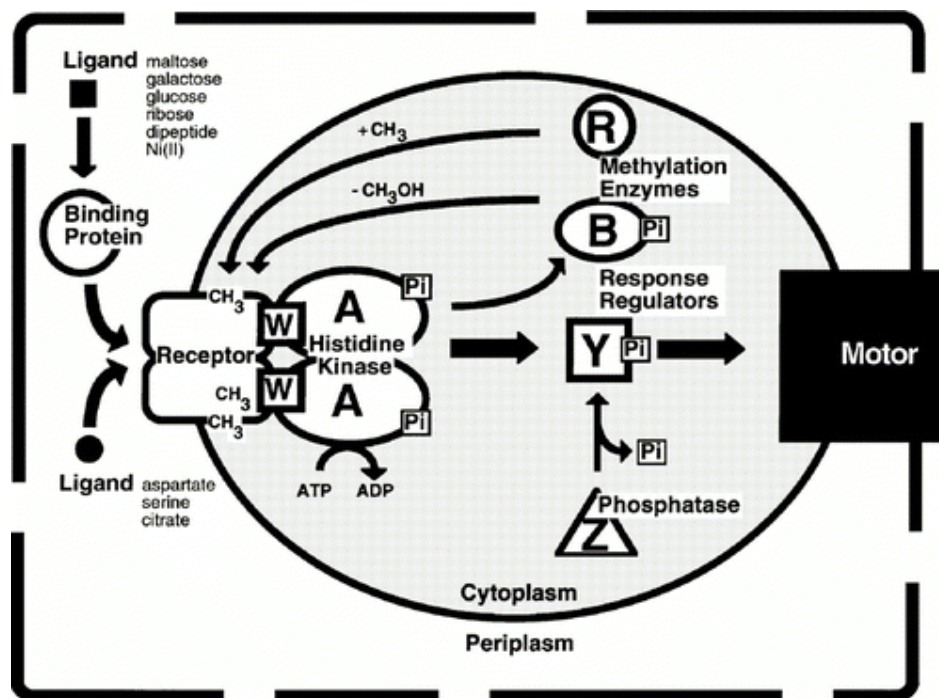 Ligand maltose
galactose
glucose
ribose
dipeptide
Ni(II)
Binding
Protein
+CH3
- CH3OH
R
Methylation
Enzymes
B Pi
Response
Regulators
CH3
Receptor
CH3
CH3
W
W
A Pi
Histidine
Kinase
A Pi
Y Pi
Motor
Pi
ATP ADP
Ligand aspartate
serine
citrate
Phosphatase
Z
Cytoplasm
Periplasm